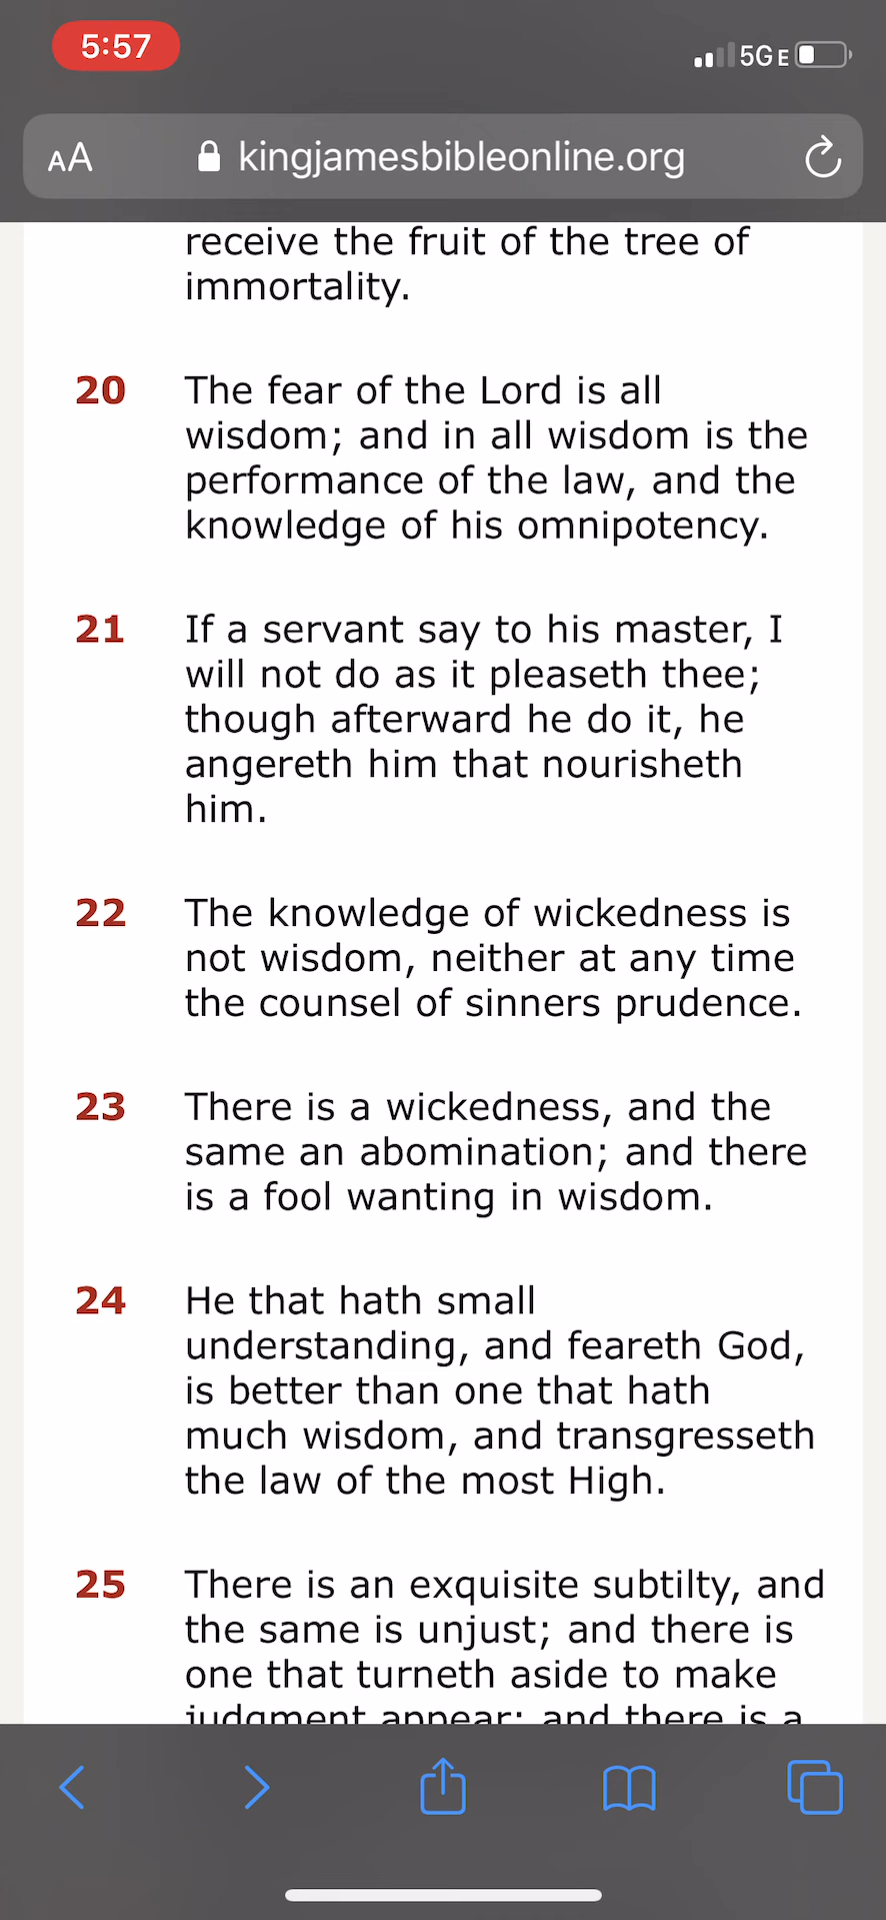 5:57
5GE
AA
kingjamesbibleonline.org
receive the fruit of the tree of
immortality.
20 The fear of the Lord is all
wisdom; and in all wisdom is the
performance of the law, and the
knowledge of his omnipotency.
21 If a servant say to his master, I
will not do as it pleaseth thee;
though afterward he do it, he
angereth him that nourisheth
him.
22 The knowledge of wickedness is
not wisdom, neither at any time
the counsel of sinners prudence.
23 There is a wickedness, and the
same an abomination; and there
is a fool wanting in wisdom.
24 He that hath small
understanding, and feareth God,
is better than one that hath
much wisdom, and transgresseth
the law of the most High.
25 There is an exquisite subtilty, and
the same is unjust; and there is
one that turneth aside to make
judgment appear; and there is a